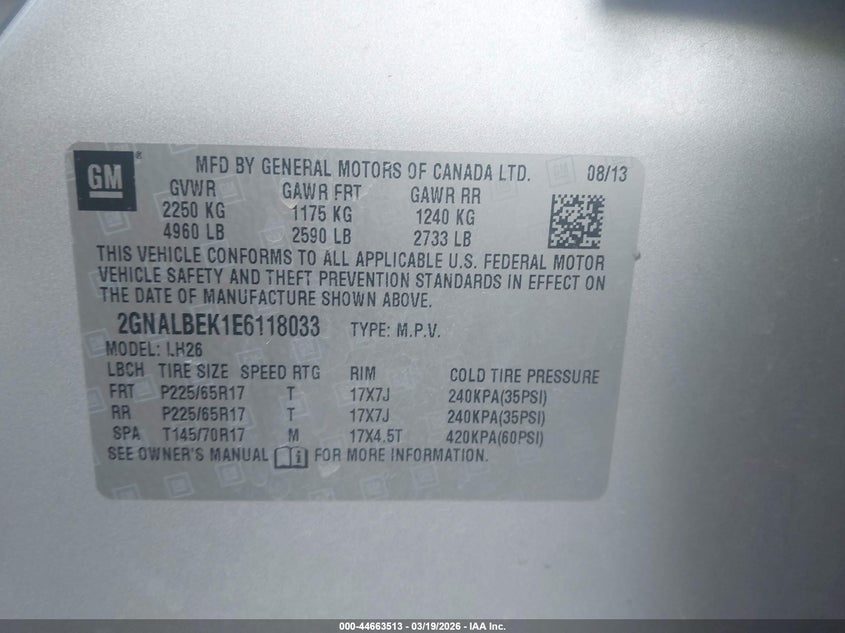 GM ® MFD BY GENERAL MOTORS OF CANADA LTD. 08/13
GVWR GAWR FRT GAWR RR
2250 KG 1175 KG 1240 KG
4960 LB 2590 LB 2733 LB
THIS VEHICLE CONFORMS TO ALL APPLICABLE U.S. FEDERAL MOTOR
VEHICLE SAFETY AND THEFT PREVENTION STANDARDS IN EFFECT ON
THE DATE OF MANUFACTURE SHOWN ABOVE.
2GNALBEK1E6118033 TYPE: M.P.V.
MODEL: LH26
LBCH TIRE SIZE SPEED RTG RIM COLD TIRE PRESSURE
FRT P225/65R17 T 17X7J 240KPA(35PSI)
RR P225/65R17 T 17X7J 240KPA(35PSI)
SPA T145/70R17 M 17X4.5T 420KPA(60PSI)
SEE OWNER'S MANUAL i FOR MORE INFORMATION.
000-44663513 - 03/19/2026 - IAA Inc.